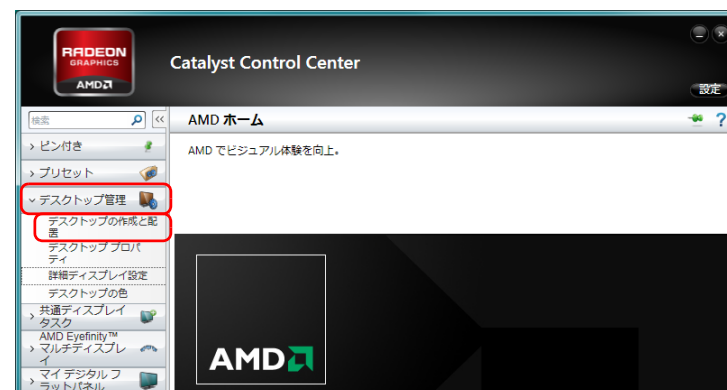 RADEON
GRAPHICS
AMD
Catalyst Control Center
設定
検索
AMD ホーム
?
ピン付き
AMD でビジュアル体験を向上。
プリセット
デスクトップ管理
デスクトップの作成と配
置
デスクトップ プロパ
ティ
詳細ディスプレイ設定
デスクトップの色
共通ディスプレイ
タスク
AMD Eyefinity™
マルチディスプレ
イ
マイ デジタル フ
ラットパネル
AMD